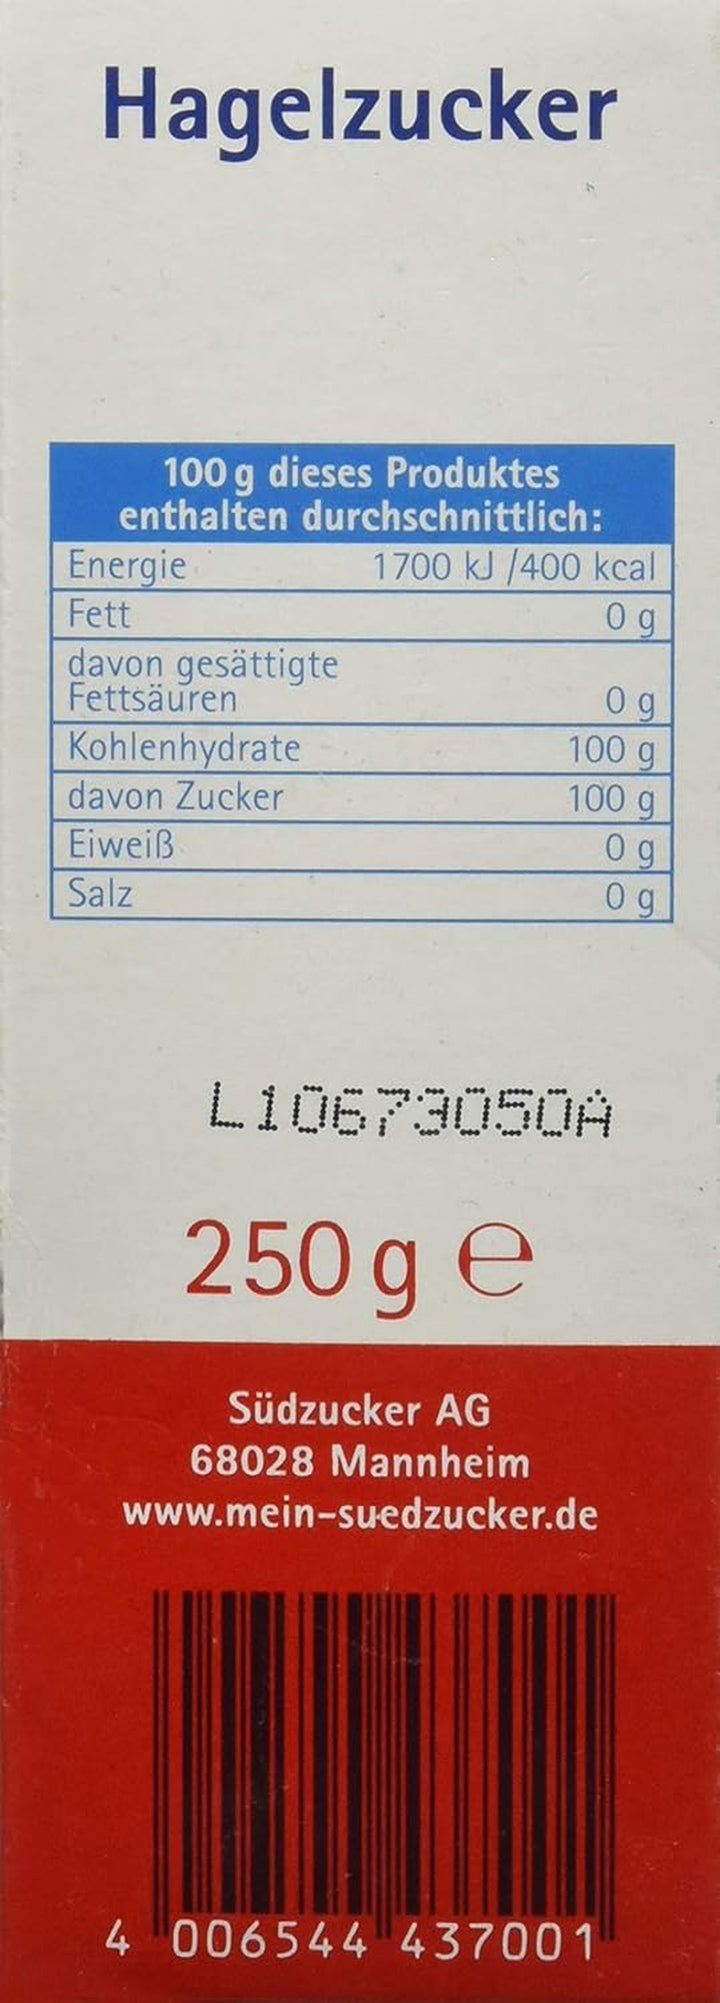 Hagelzucker
100 g dieses Produktes
enthalten durchschnittlich:
Energie 1700 kJ /400 kcal
Fett 0 g
davon gesättigte
Fettsäuren 0 g
Kohlenhydrate 100 g
davon Zucker 100 g
Eiweiß 0 g
Salz 0 g
L10673050A
250 g ℮
Südzucker AG
68028 Mannheim
www.mein-suedzucker.de
4 006544 437001